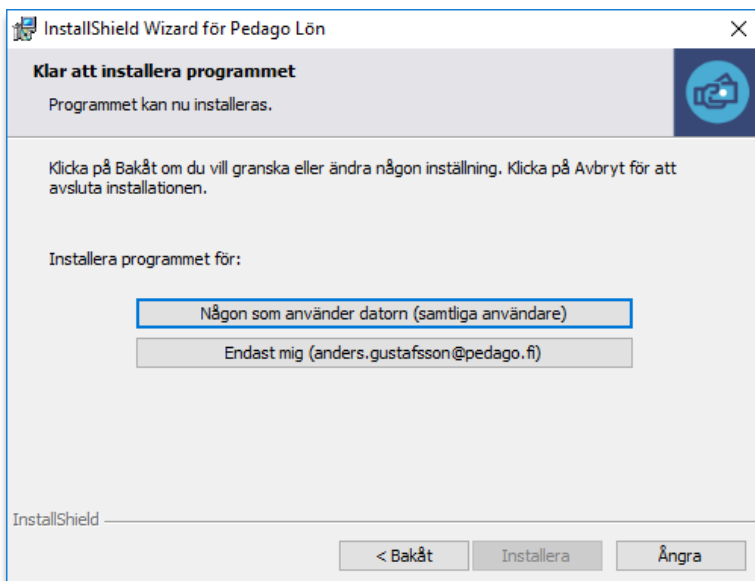 InstallShield Wizard för Pedago Lön
Klar att installera programmet
Programmet kan nu installeras.
Klicka på Bakåt om du vill granska eller ändra någon inställning. Klicka på Avbryt för att
avsluta installationen.
Installera programmet för:
Någon som använder datorn (samtliga användare)
Endast mig (anders.gustafsson@pedago.fi)
InstallShield
< Bakåt
Installera
Ångra